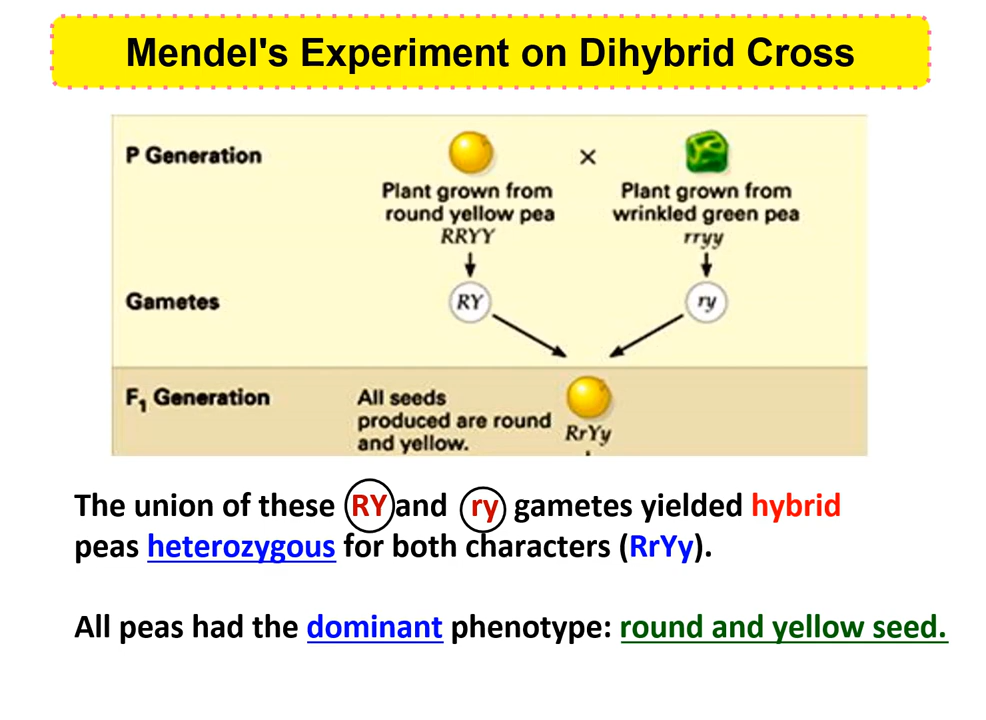 Mendel's Experiment on Dihybrid Cross
P Generation
×
Plant grown from
round yellow pea
RRYY
Plant grown from
wrinkled green pea
rryy
Gametes
RY
ry
F₁ Generation
All seeds
produced are round
and yellow.
RrYy
The union of these RY and ry gametes yielded hybrid
peas heterozygous for both characters (RrYy).
All peas had the dominant phenotype: round and yellow seed.